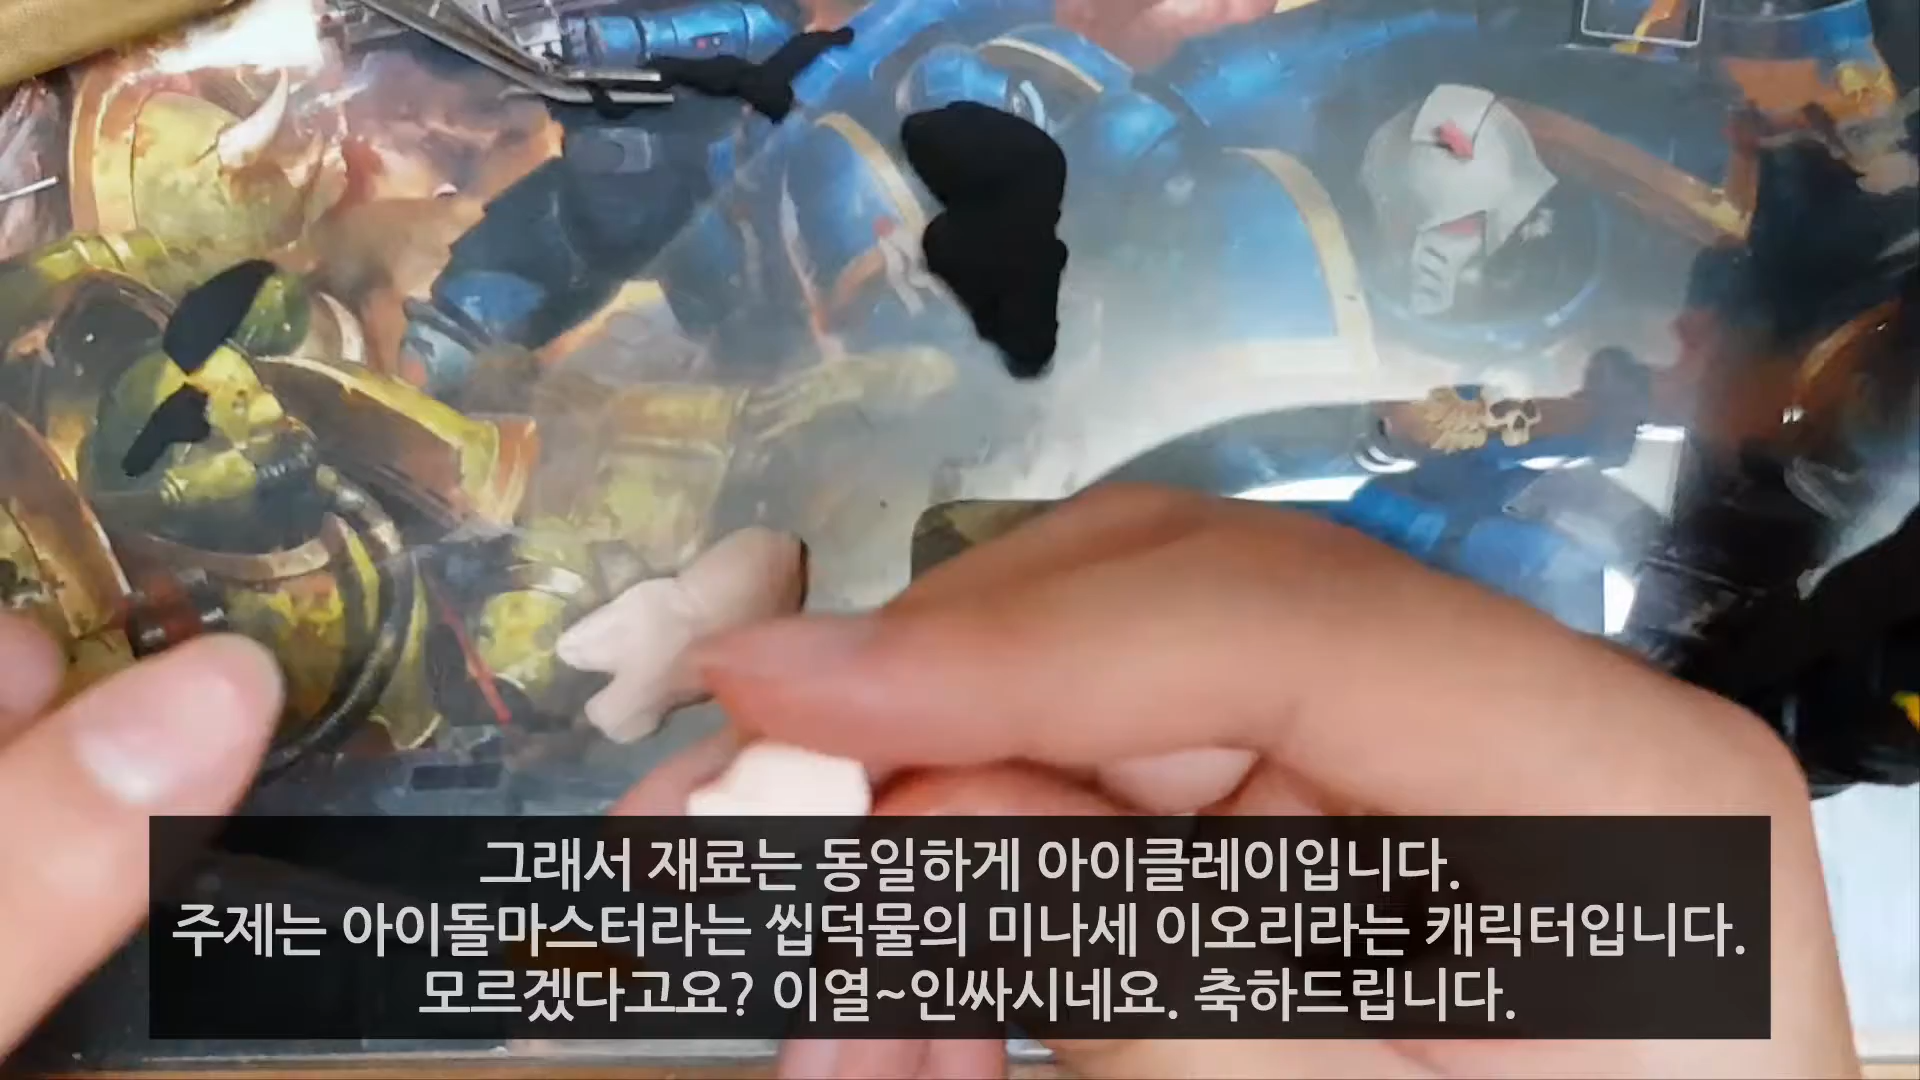 그래서 재료는 동일하게 아이클레이입니다.
주제는 아이돌마스터라는 씹덕물의 미나세 이오리라는 캐릭터입니다.
모르겠다고요? 이열~인싸시네요. 축하드립니다.